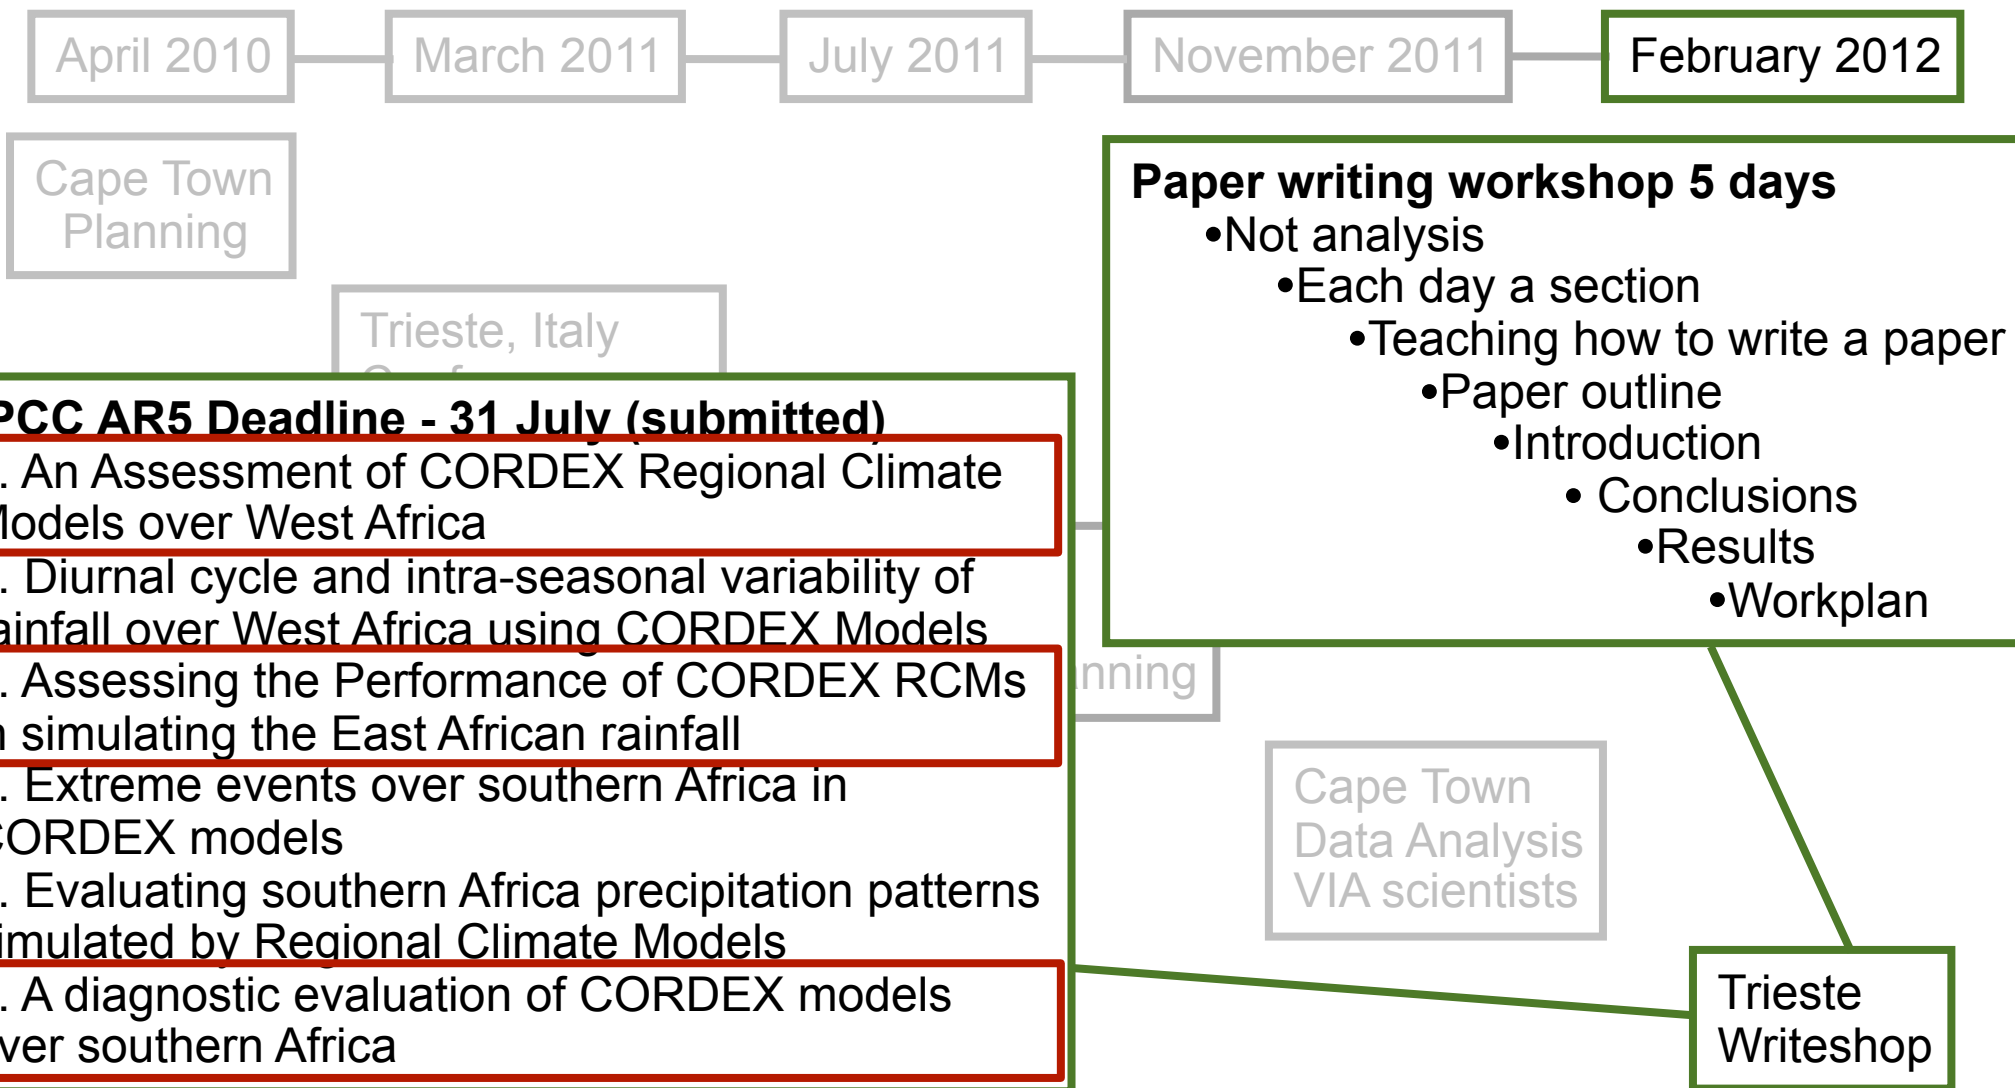 April 2010
March 2011
July 2011
November 2011
February 2012
Cape Town
Planning
Trieste, Italy
Paper writing workshop 5 days
•Not analysis
•Each day a section
•Teaching how to write a paper
•Paper outline
•Introduction
• Conclusions
•Results
•Workplan
PCC AR5 Deadline - 31 July (submitted)
. An Assessment of CORDEX Regional Climate
Models over West Africa
. Diurnal cycle and intra-seasonal variability of
ainfall over West Africa using CORDEX Models
. Assessing the Performance of CORDEX RCMs
n simulating the East African rainfall
. Extreme events over southern Africa in
CORDEX models
. Evaluating southern Africa precipitation patterns
imulated by Regional Climate Models
. A diagnostic evaluation of CORDEX models
ver southern Africa
nning
Cape Town
Data Analysis
VIA scientists
Trieste
Writeshop